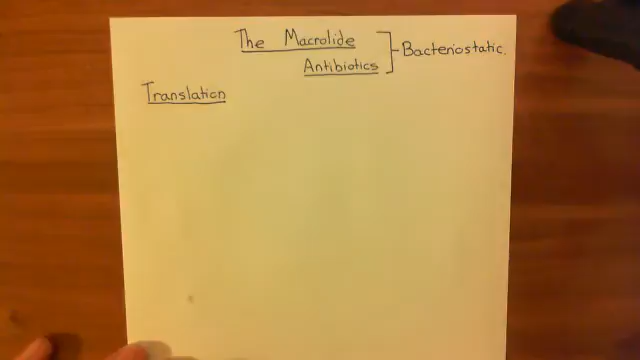 The Macrolide
Antibiotics
Bacteriostatic.
Translation